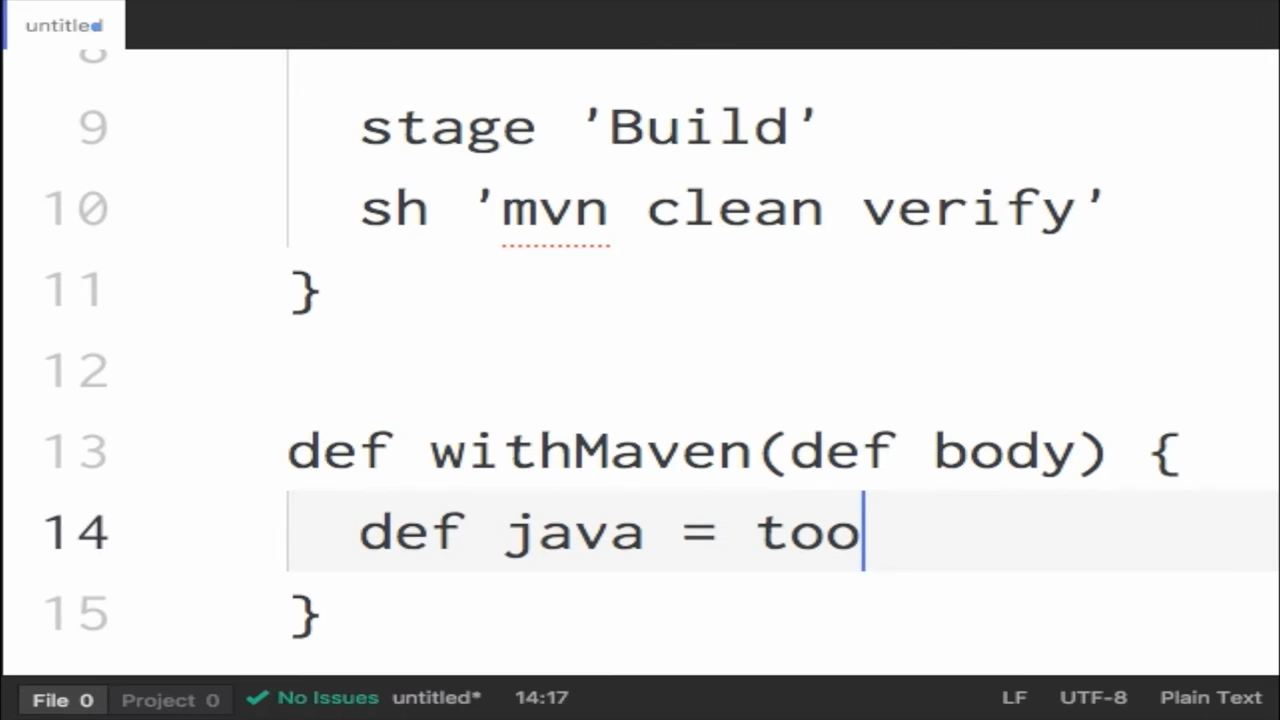 untitled
8
9 stage 'Build'
10 sh 'mvn clean verify'
11 }
12
13 def withMaven(def body) {
14 def java = too
15 }
File 0 Project 0 No Issues untitled* 14:17 LF UTF-8 Plain Text